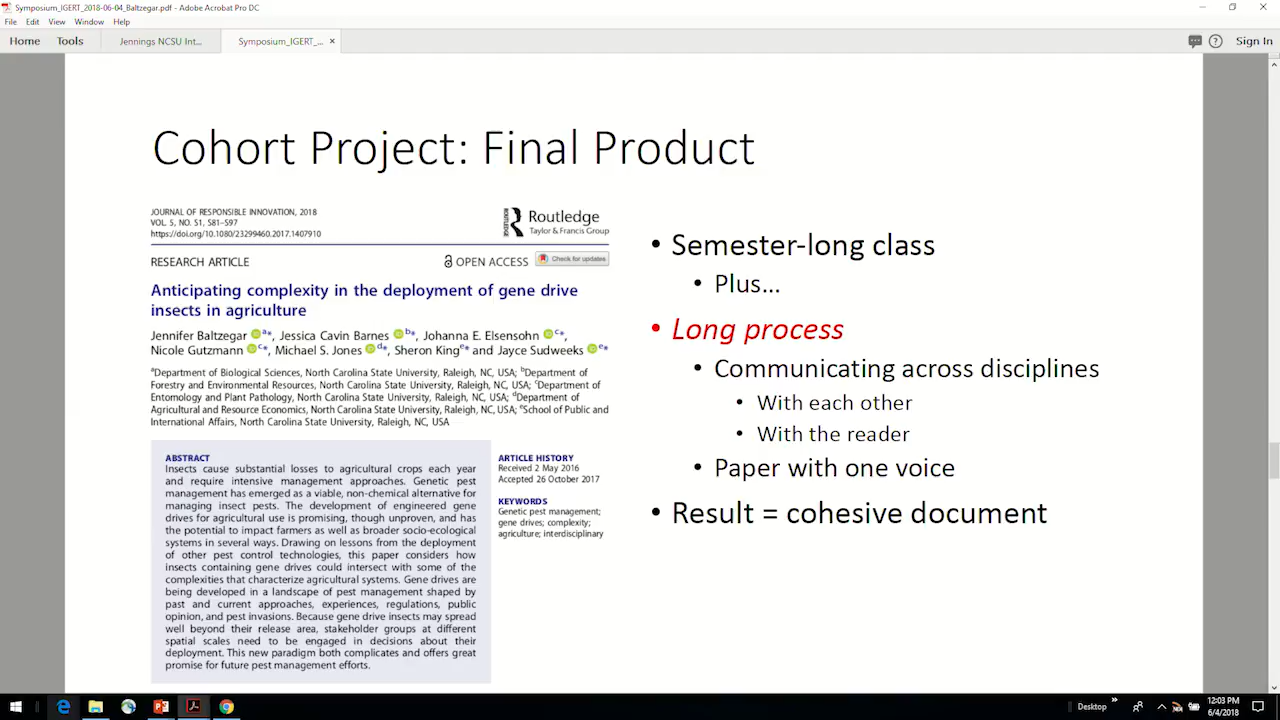 Symposium_IGERT_2018-06-04_Baltzegar.pdf - Adobe Acrobat Pro DC
File Edit View Window Help
Home Tools Jennings NCSU Int... Symposium_IGERT_... × Sign In
Cohort Project: Final Product
JOURNAL OF RESPONSIBLE INNOVATION, 2018
VOL. 5, NO. S1, S81–S97
https://doi.org/10.1080/23299460.2017.1407910
ROUTLEDGE
Routledge
Taylor & Francis Group
RESEARCH ARTICLE
OPEN ACCESS Check for updates
Anticipating complexity in the deployment of gene drive
insects in agriculture
Jennifer Baltzegar a*, Jessica Cavin Barnes b*, Johanna E. Elsensohn c*,
Nicole Gutzmann c*, Michael S. Jones d*, Sheron King e* and Jayce Sudweeks e*
aDepartment of Biological Sciences, North Carolina State University, Raleigh, NC, USA; bDepartment of
Forestry and Environmental Resources, North Carolina State University, Raleigh, NC, USA; cDepartment of
Entomology and Plant Pathology, North Carolina State University, Raleigh, NC, USA; dDepartment of
Agricultural and Resource Economics, North Carolina State University, Raleigh, NC, USA; eSchool of Public and
International Affairs, North Carolina State University, Raleigh, NC, USA
ABSTRACT
Insects cause substantial losses to agricultural crops each year
and require intensive management approaches. Genetic pest
management has emerged as a viable, non-chemical alternative for
managing insect pests. The development of engineered gene
drives for agricultural use is promising, though unproven, and has
the potential to impact farmers as well as broader socio-ecological
systems in several ways. Drawing on lessons from the deployment
of other pest control technologies, this paper considers how
insects containing gene drives could intersect with some of the
complexities that characterize agricultural systems. Gene drives are
being developed in a landscape of pest management shaped by
past and current approaches, experiences, regulations, public
opinion, and pest invasions. Because gene drive insects may spread
well beyond their release area, stakeholder groups at different
spatial scales need to be engaged in decisions about their
deployment. This new paradigm both complicates and offers great
promise for future pest management efforts.
ARTICLE HISTORY
Received 2 May 2016
Accepted 26 October 2017
KEYWORDS
Genetic pest management;
gene drives; complexity;
agriculture; interdisciplinary
• Semester-long class
• Plus...
• Long process
• Communicating across disciplines
• With each other
• With the reader
• Paper with one voice
• Result = cohesive document
Desktop
12:03 PM
6/4/2018